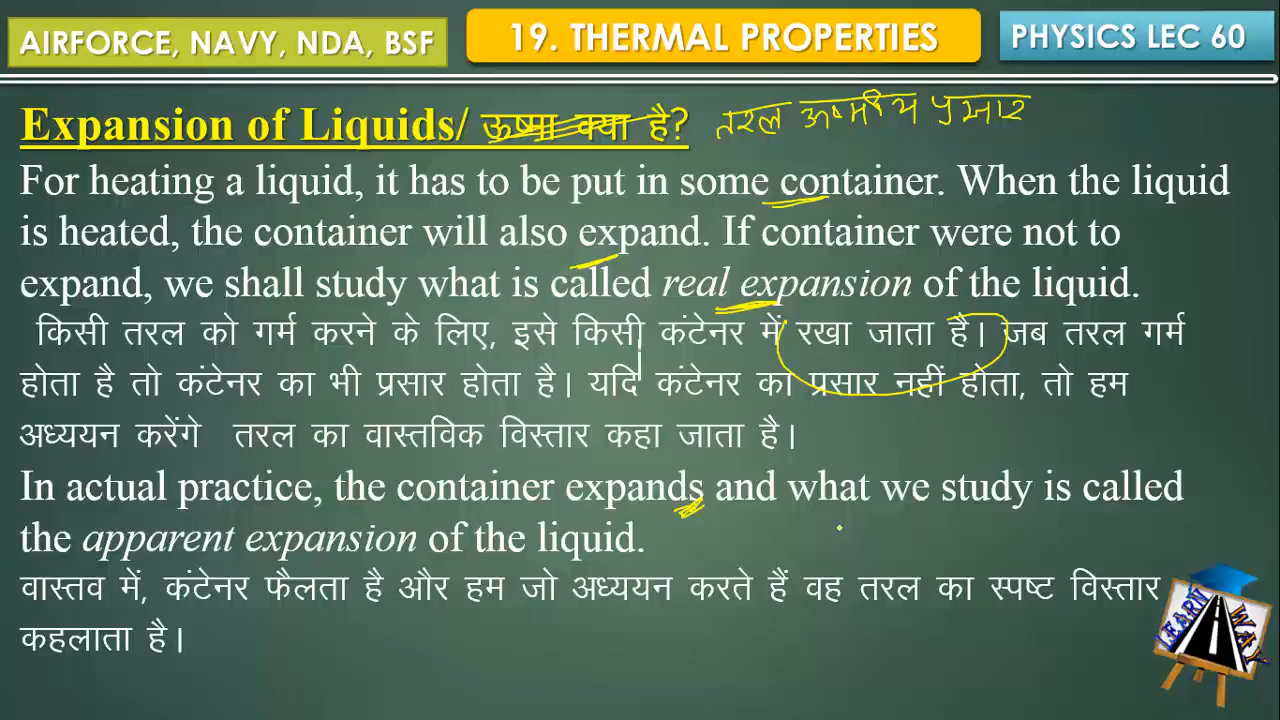 AIRFORCE, NAVY, NDA, BSF
19. THERMAL PROPERTIES
PHYSICS LEC 60
Expansion of Liquids/ ऊष्मा क्या है? तरल ऊष्मीय प्रसार
For heating a liquid, it has to be put in some container. When the liquid
is heated, the container will also expand. If container were not to
expand, we shall study what is called real expansion of the liquid.
किसी तरल को गर्म करने के लिए, इसे किसी कंटेनर में रखा जाता है। जब तरल गर्म
होता है तो कंटेनर का भी प्रसार होता है। यदि कंटेनर का प्रसार नहीं होता, तो हम
अध्ययन करेंगे तरल का वास्तविक विस्तार कहा जाता है।
In actual practice, the container expands and what we study is called
the apparent expansion of the liquid.
वास्तव में, कंटेनर फैलता है और हम जो अध्ययन करते हैं वह तरल का स्पष्ट विस्तार
कहलाता है।
LEARN WAY